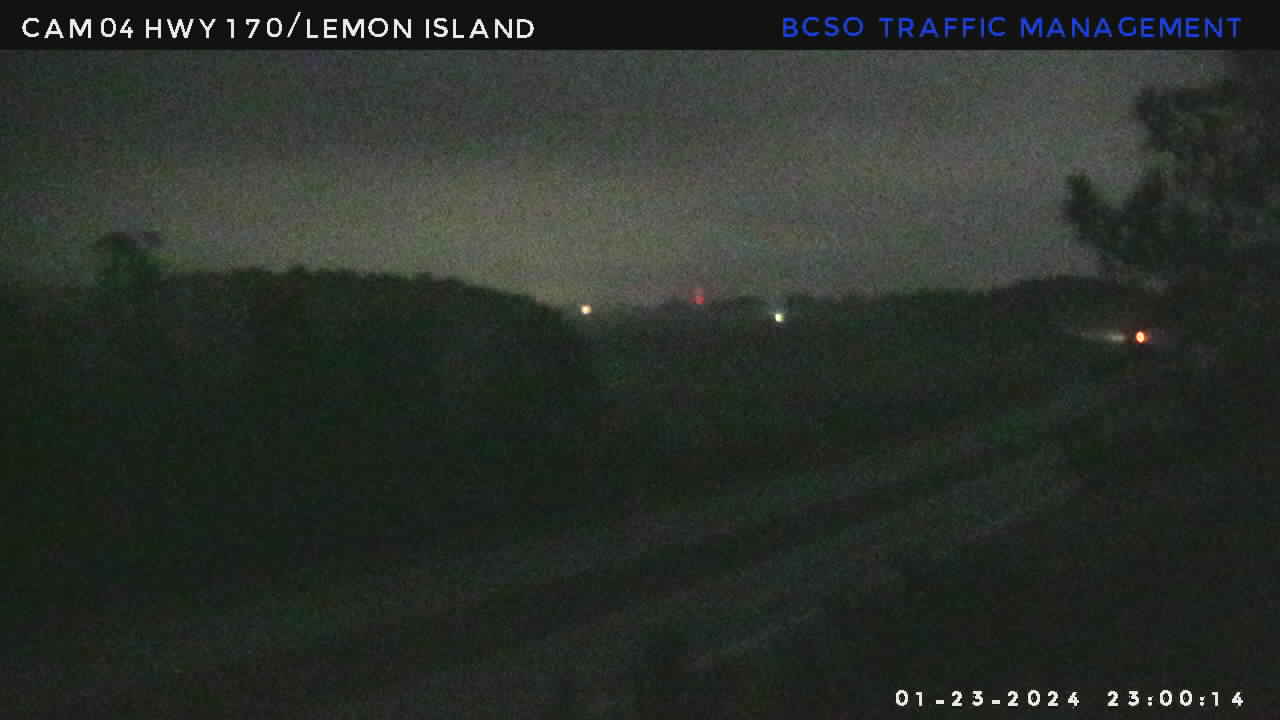 CAM 04 HWY 170/LEMON ISLAND
BCSO TRAFFIC MANAGEMENT
01-23-2024 23:00:14